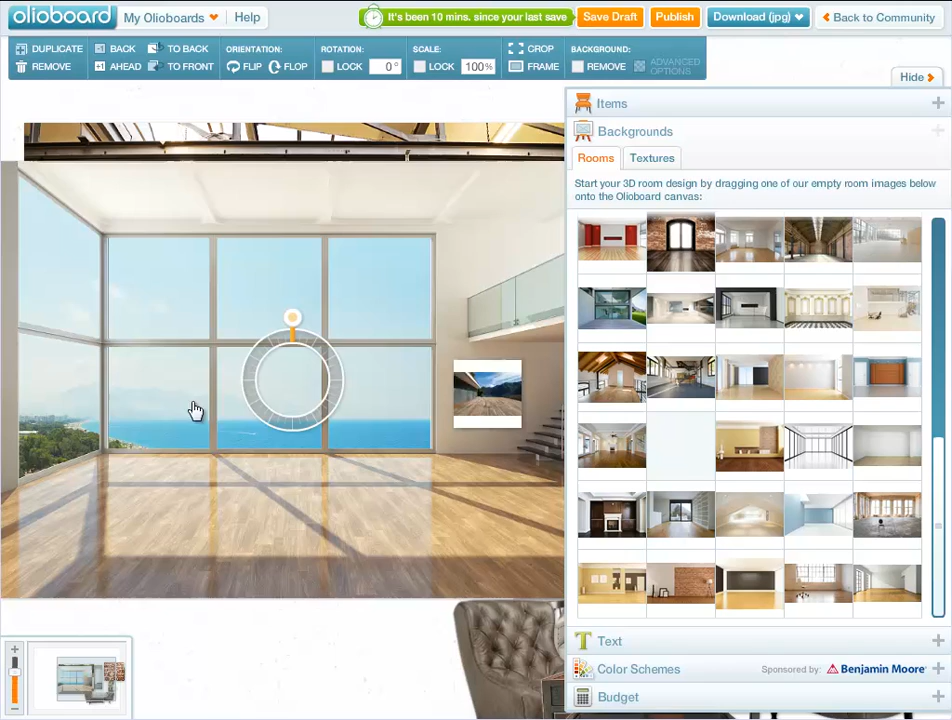 olioboard
My Olioboards
Help
It's been 10 mins. since your last save
Save Draft
Publish
Download (jpg)
Back to Community
DUPLICATE
REMOVE
BACK
TO BACK
AHEAD
TO FRONT
ORIENTATION:
FLIP
FLOP
ROTATION:
LOCK
0°
SCALE:
LOCK
100%
CROP
FRAME
BACKGROUND:
REMOVE
ADVANCED
OPTIONS
Hide
Items
Backgrounds
Rooms
Textures
Start your 3D room design by dragging one of our empty room images below
onto the Olioboard canvas:
Text
Color Schemes
Sponsored by:
Benjamin Moore
Budget